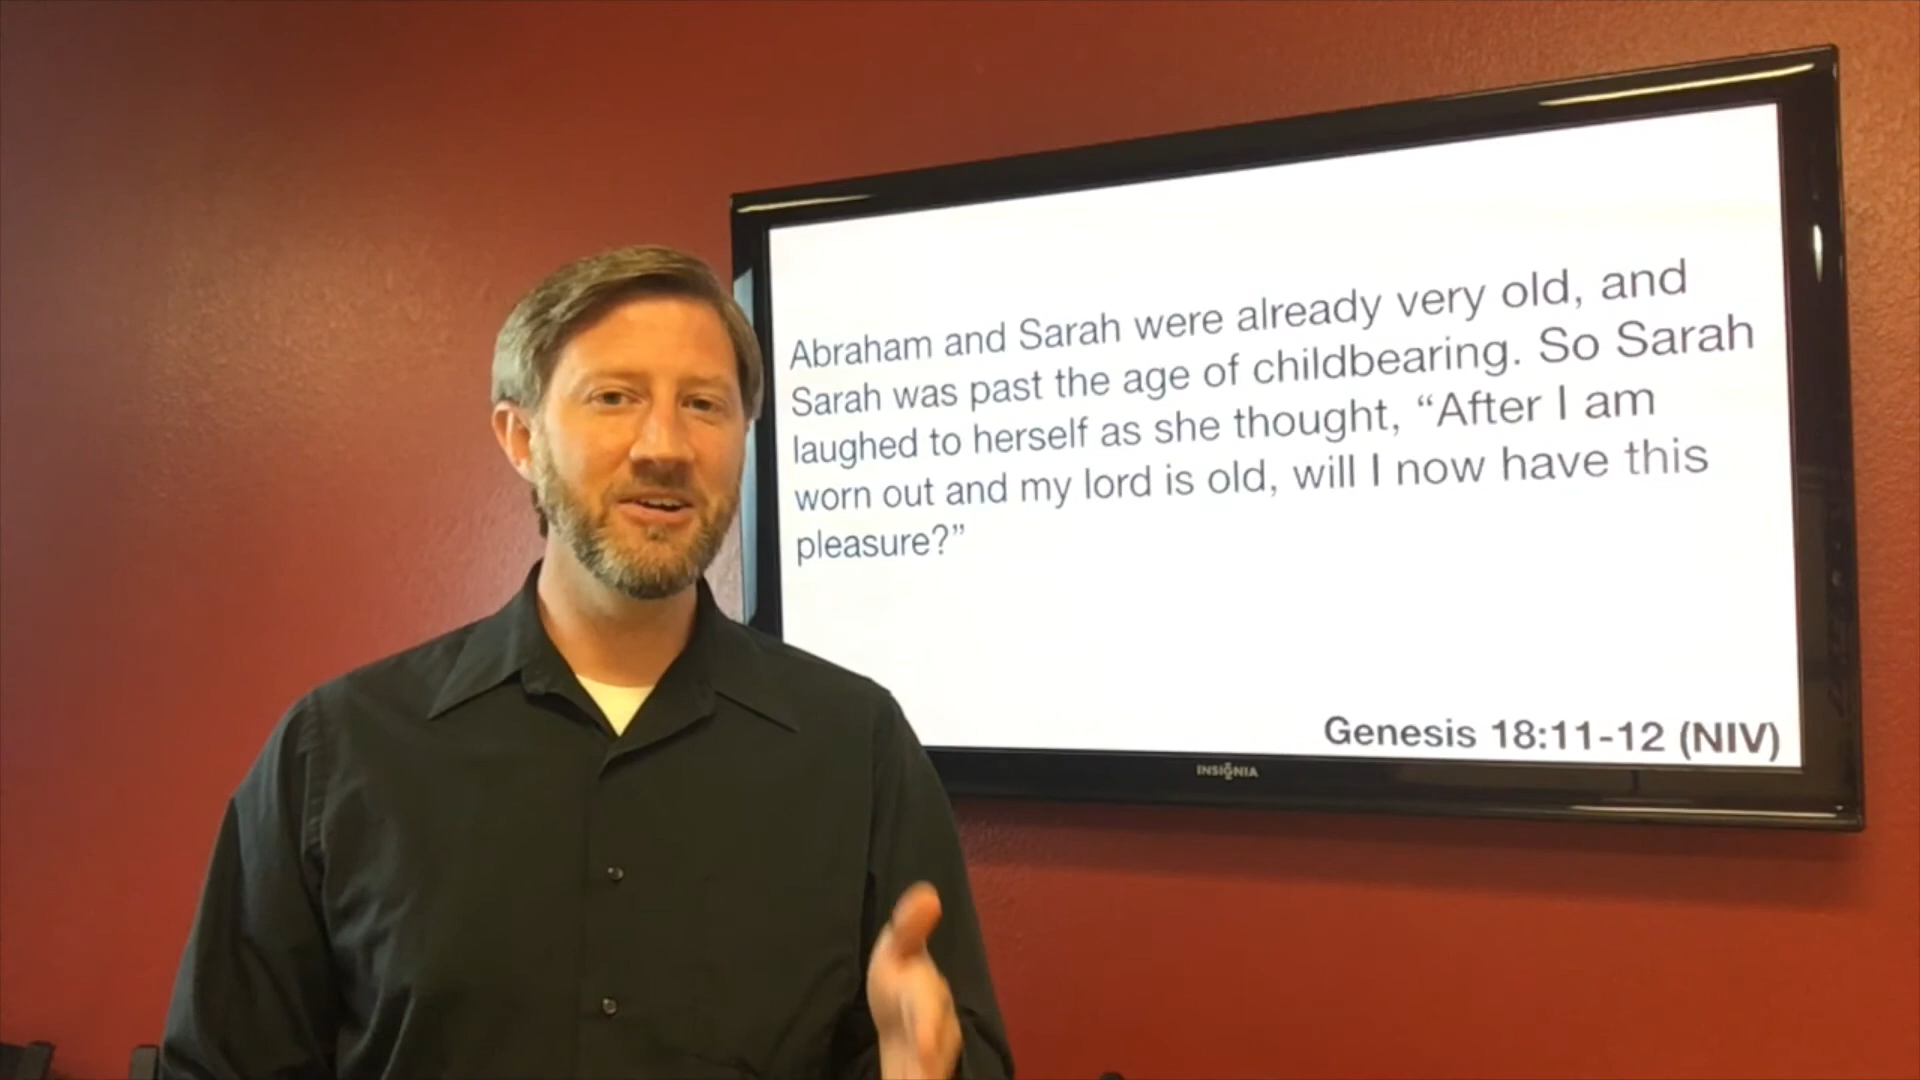 Abraham and Sarah were already very old, and
Sarah was past the age of childbearing. So Sarah
laughed to herself as she thought, “After I am
worn out and my lord is old, will I now have this
pleasure?”
Genesis 18:11-12 (NIV)
INSIGNIA